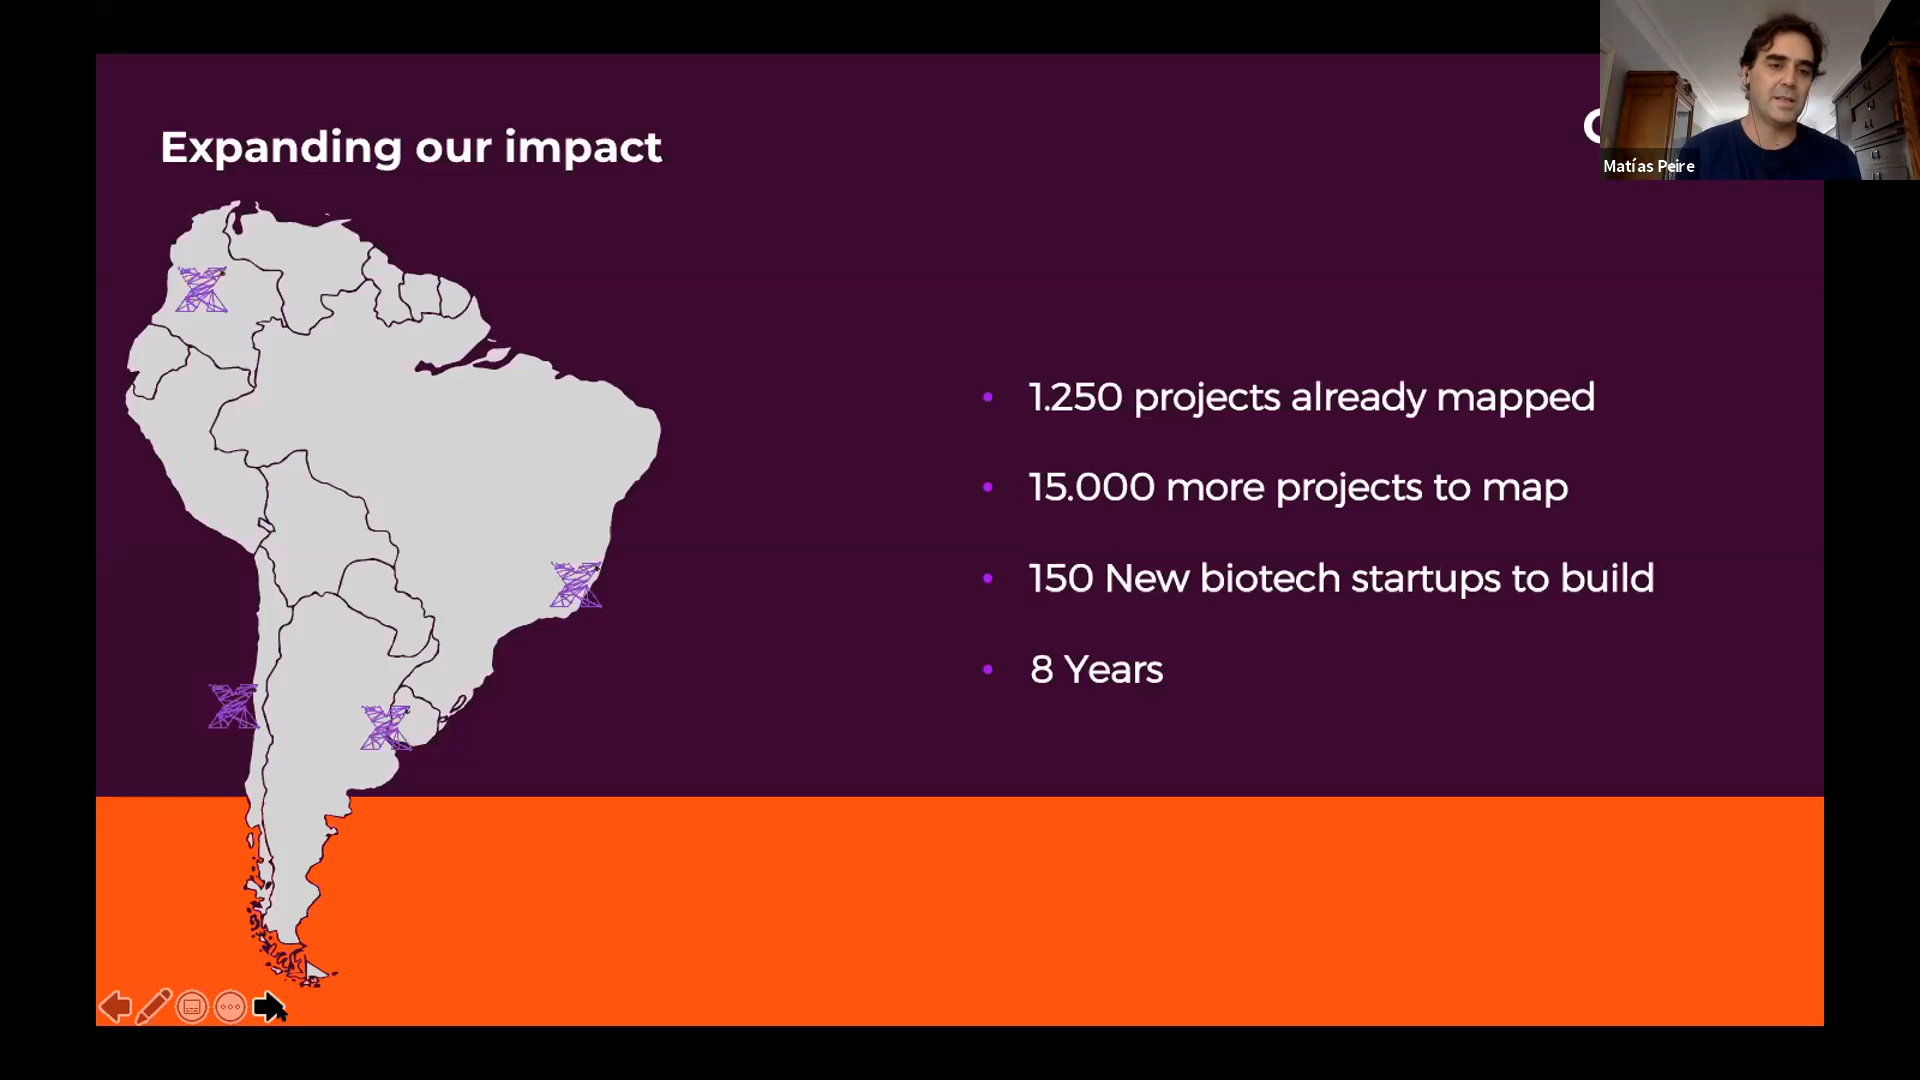 Expanding our impact
Matías Peire
• 1.250 projects already mapped
• 15.000 more projects to map
• 150 New biotech startups to build
• 8 Years